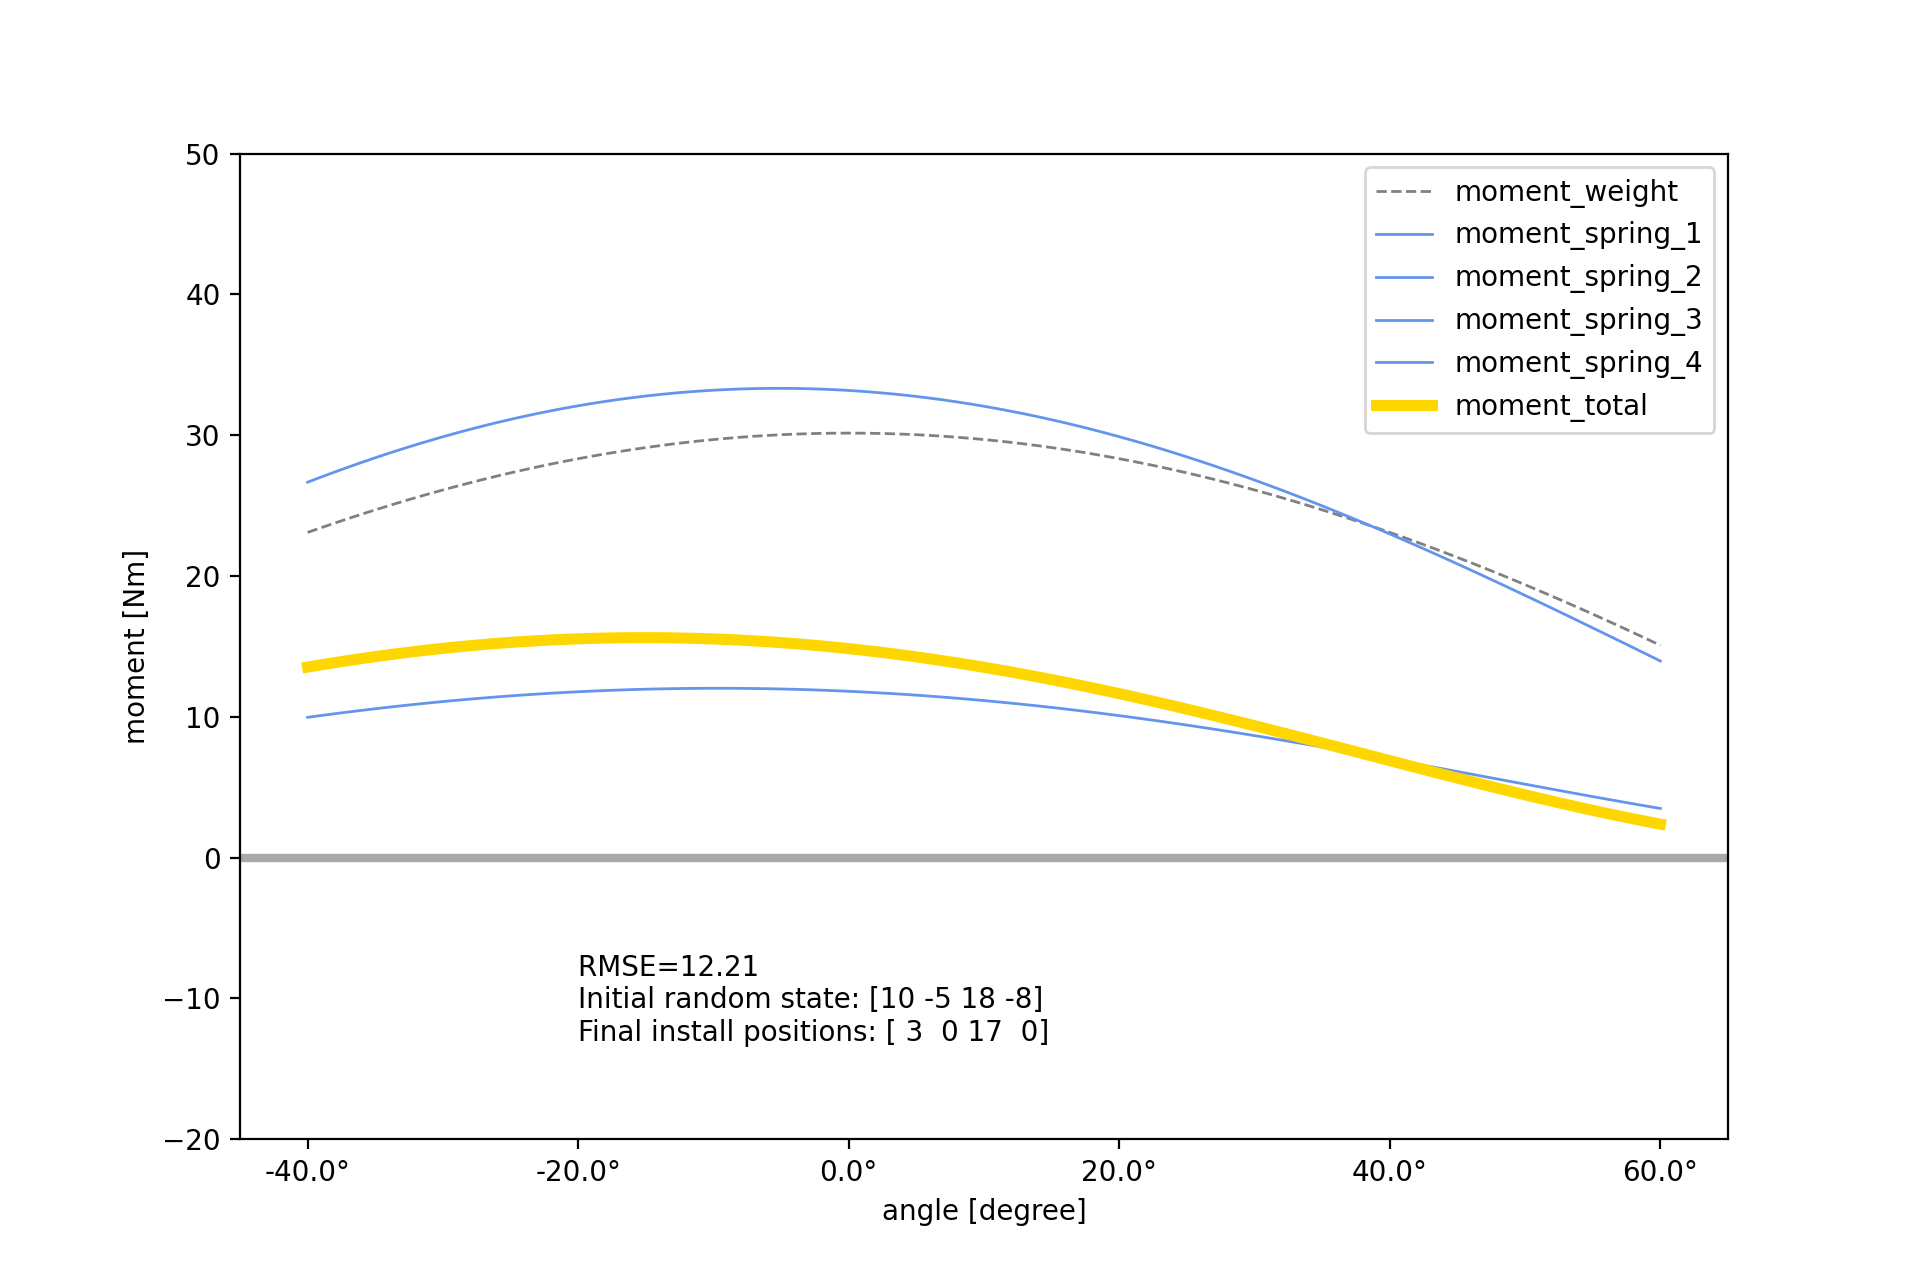 50
40
30
20
10
0
−10
−20
moment [Nm]
moment_weight
moment_spring_1
moment_spring_2
moment_spring_3
moment_spring_4
moment_total
RMSE=12.21
Initial random state: [10 -5 18 -8]
Final install positions: [ 3  0 17  0]
-40.0° -20.0° 0.0° 20.0° 40.0° 60.0°
angle [degree]